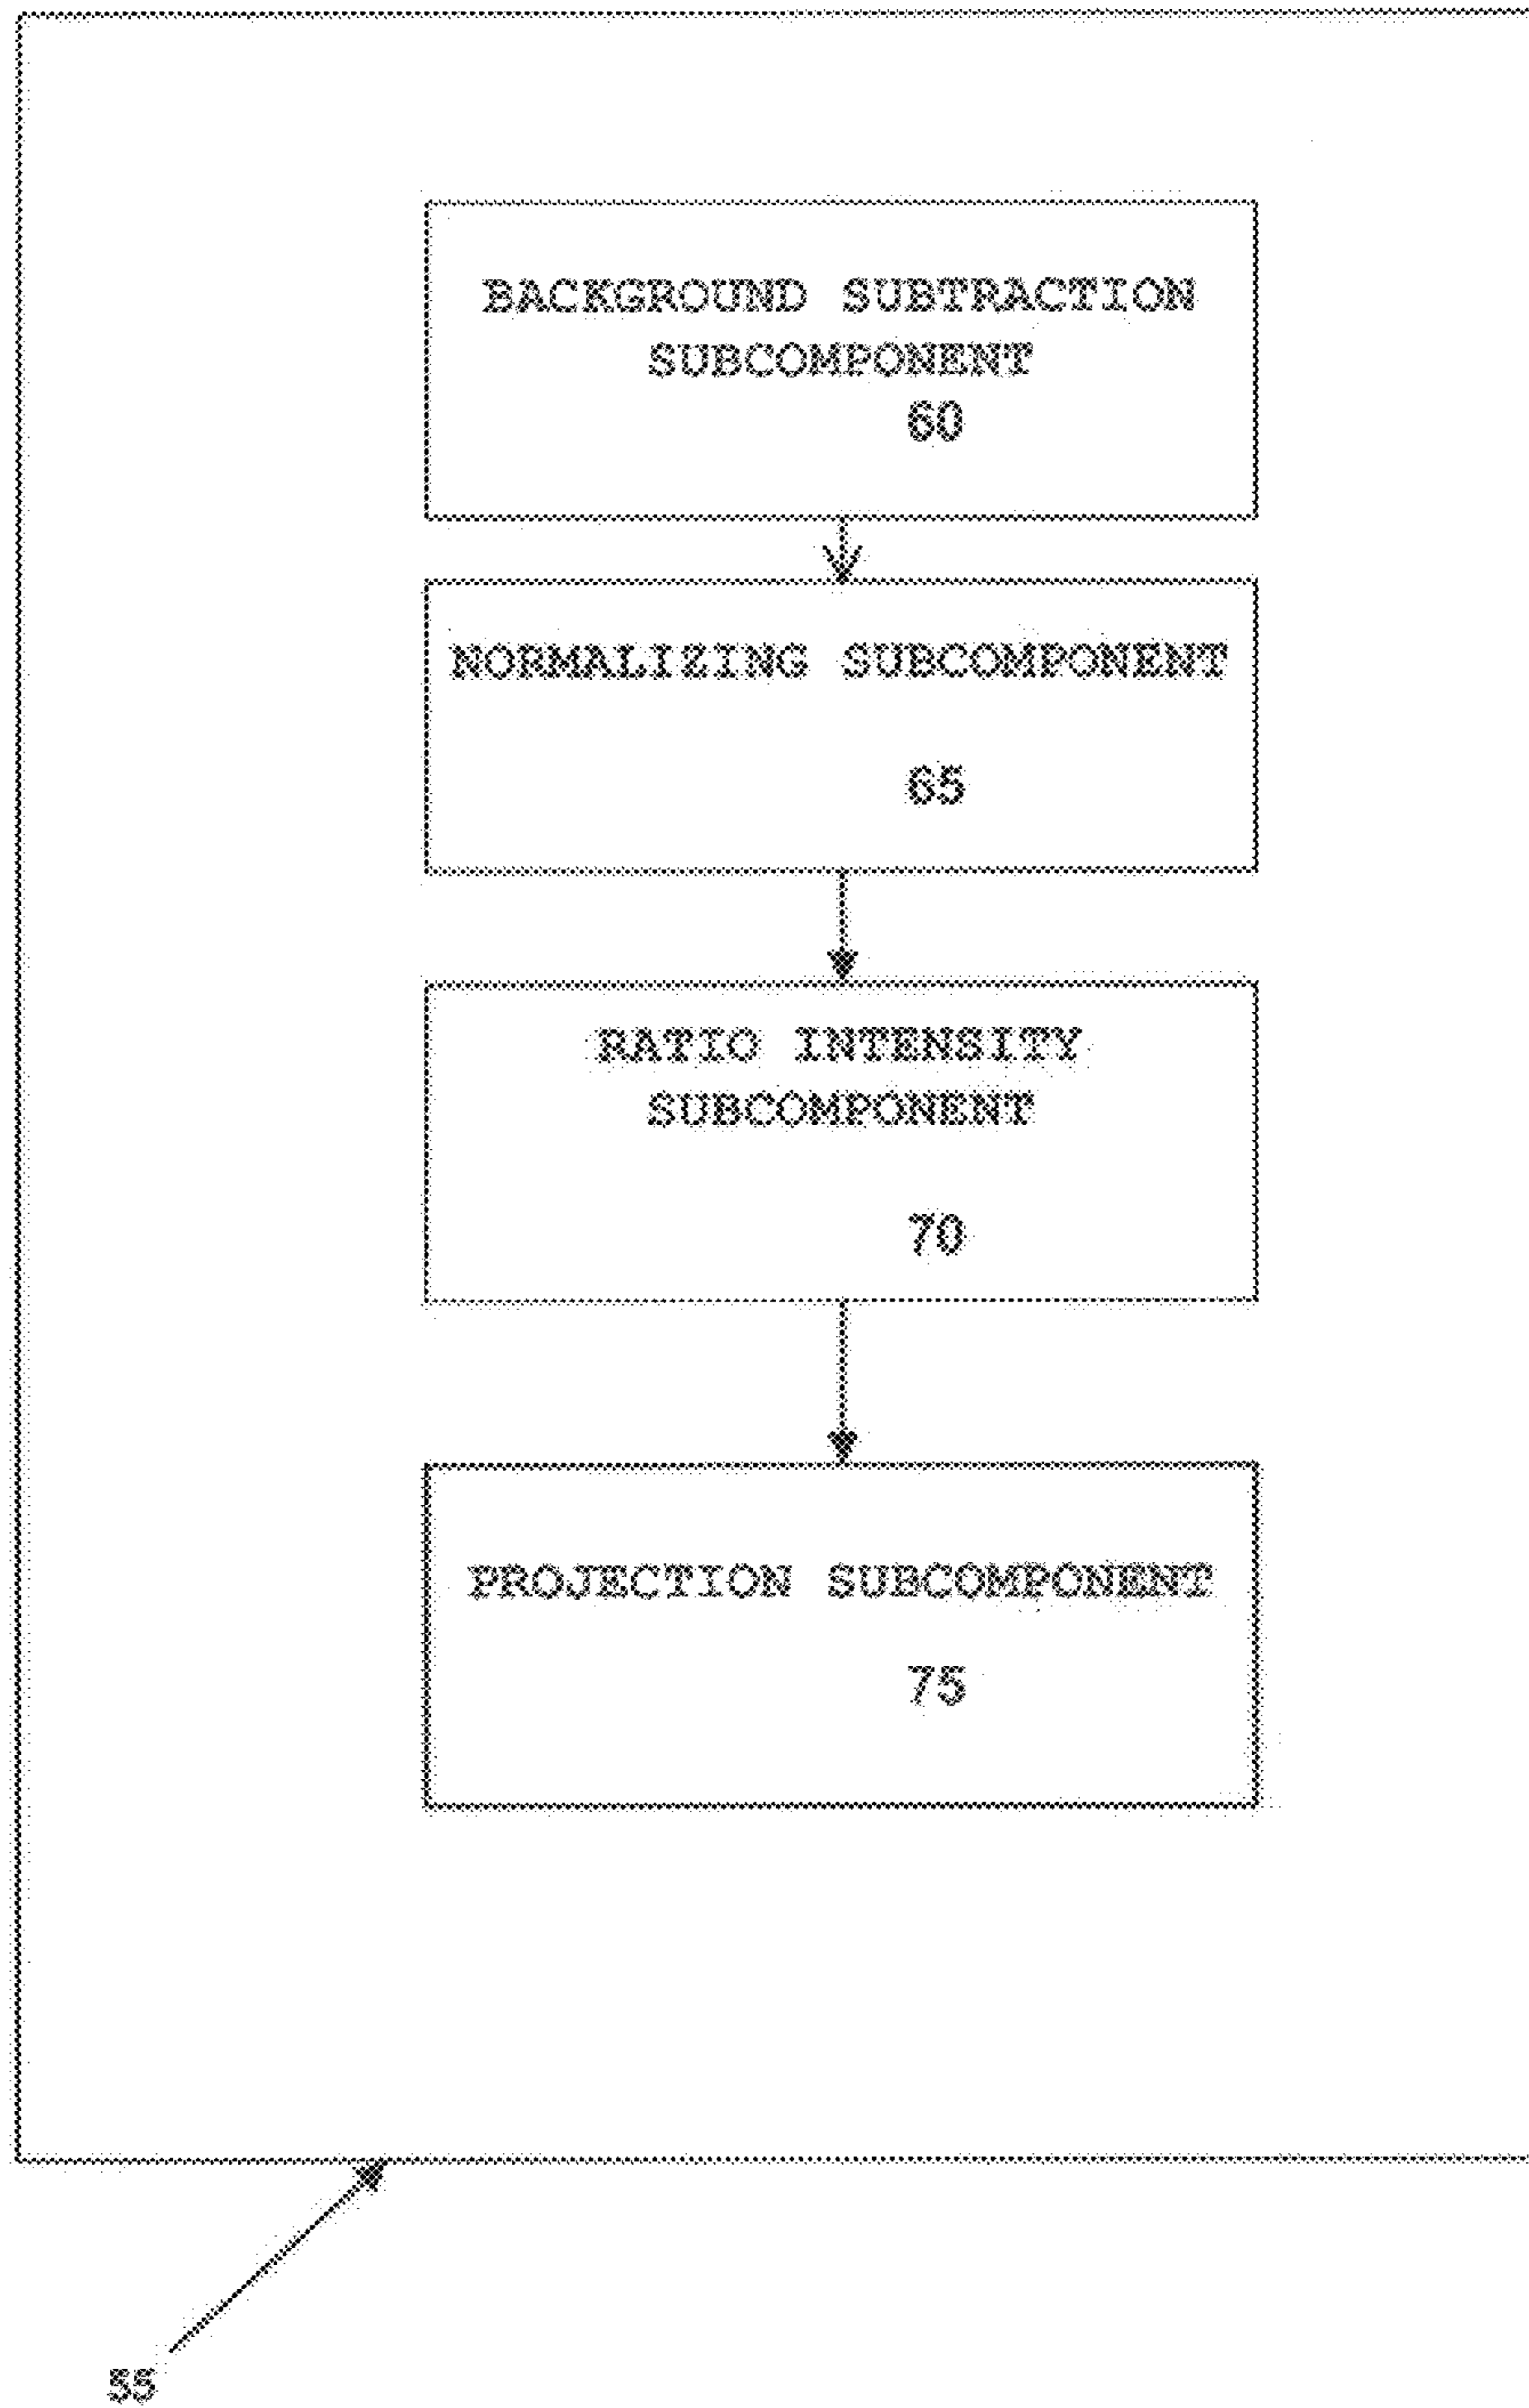 BACKGROUND SUBTRACTION
SUBCOMPONENT
60
NORMALIZING SUBCOMPONENT
65
RATIO INTENSITY
SUBCOMPONENT
70
PROJECTION SUBCOMPONENT
75
55